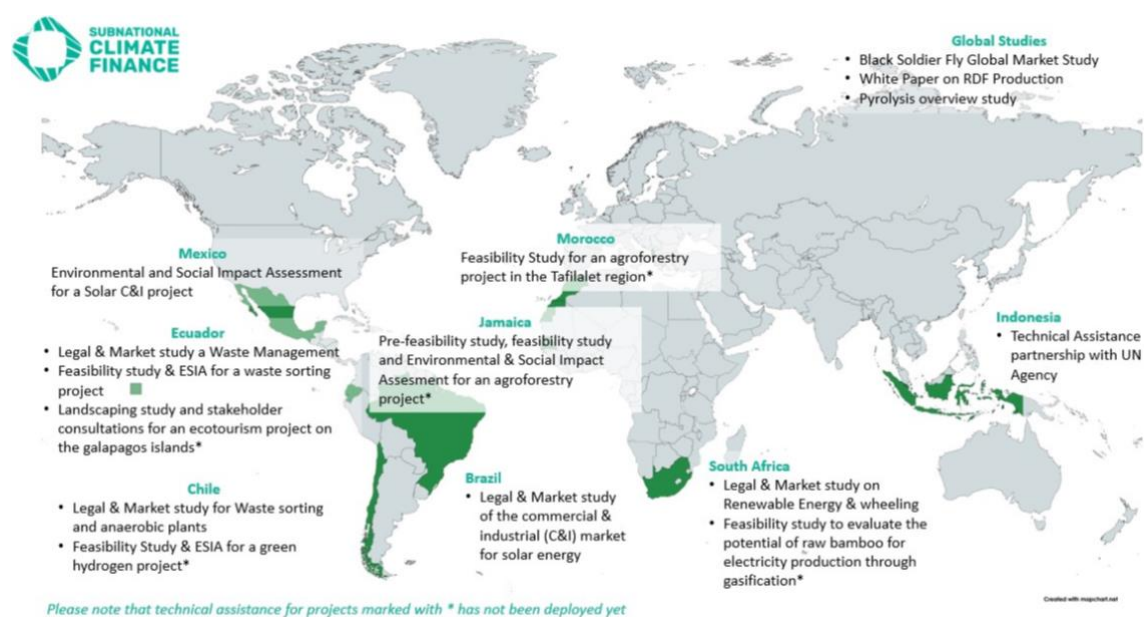 SUBNATIONAL
CLIMATE
FINANCE
Global Studies
• Black Soldier Fly Global Market Study
• White Paper on RDF Production
• Pyrolysis overview study
Mexico
Environmental and Social Impact Assessment
for a Solar C&I project
Morocco
Feasibility Study for an agroforestry
project in the Tafilalet region*
Ecuador
• Legal & Market study a Waste Management
• Feasibility study & ESIA for a waste sorting
project
• Landscaping study and stakeholder
consultations for an ecotourism project on
the galapagos islands*
Jamaica
Pre-feasibility study, feasibility study
and Environmental & Social Impact
Assesment for an agroforestry
project*
Indonesia
• Technical Assistance
partnership with UN
Agency
Chile
• Legal & Market study for Waste sorting
and anaerobic plants
• Feasibility Study & ESIA for a green
hydrogen project*
Brazil
• Legal & Market study
of the commercial &
industrial (C&I) market
for solar energy
South Africa
• Legal & Market study on
Renewable Energy & wheeling
• Feasibility study to evaluate the
potential of raw bamboo for
electricity production through
gasification*
Created with mapchart.net
Please note that technical assistance for projects marked with * has not been deployed yet